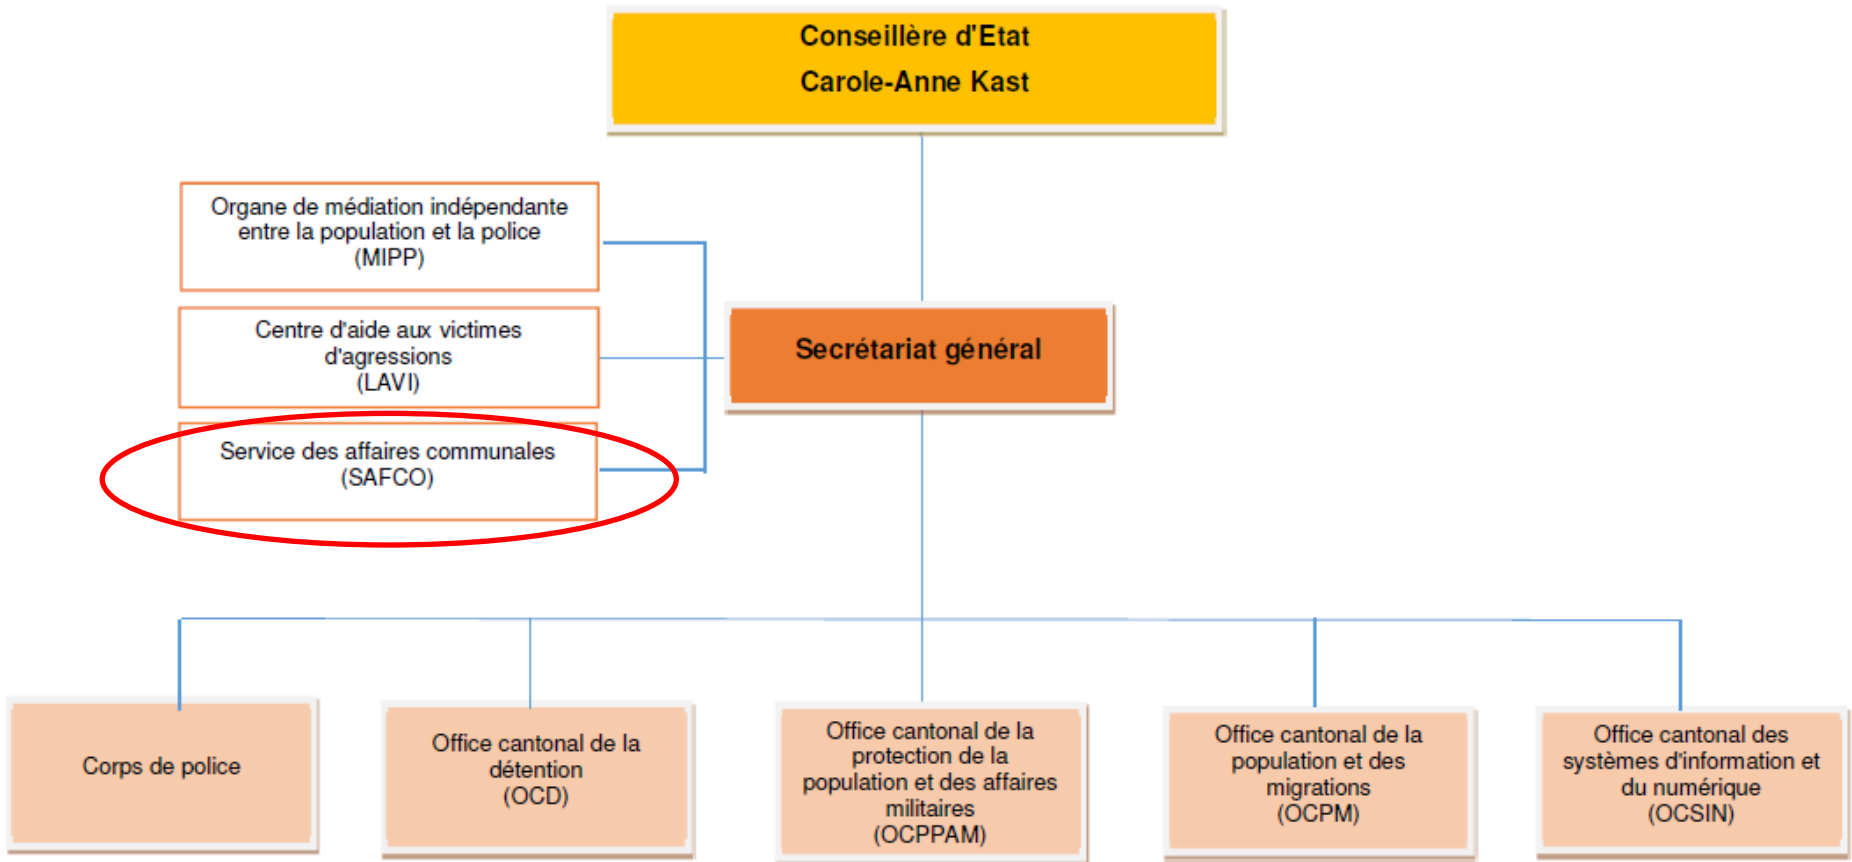 Conseillère d'Etat
Carole-Anne Kast
Organe de médiation indépendante
entre la population et la police
(MIPP)
Centre d'aide aux victimes
d'agressions
(LAVI)
Service des affaires communales
(SAFCO)
Secrétariat général
Corps de police
Office cantonal de la
détention
(OCD)
Office cantonal de la
protection de la
population et des affaires
militaires
(OCPPAM)
Office cantonal de la
population et des
migrations
(OCPM)
Office cantonal des
systèmes d'information et
du numérique
(OCSIN)